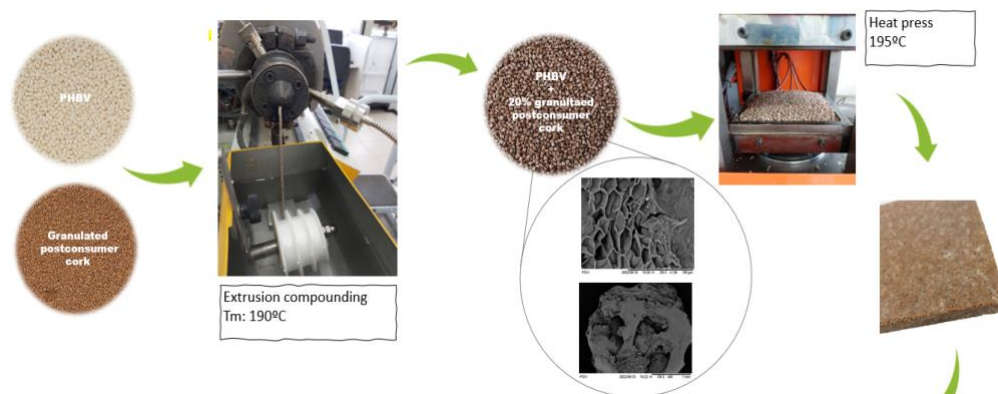 PHBV
Granulated
postconsumer
cork
Extrusion compounding
Tm: 190ºC
PHBV
+
20% granultaed
postconsumer
cork
Heat press
195ºC